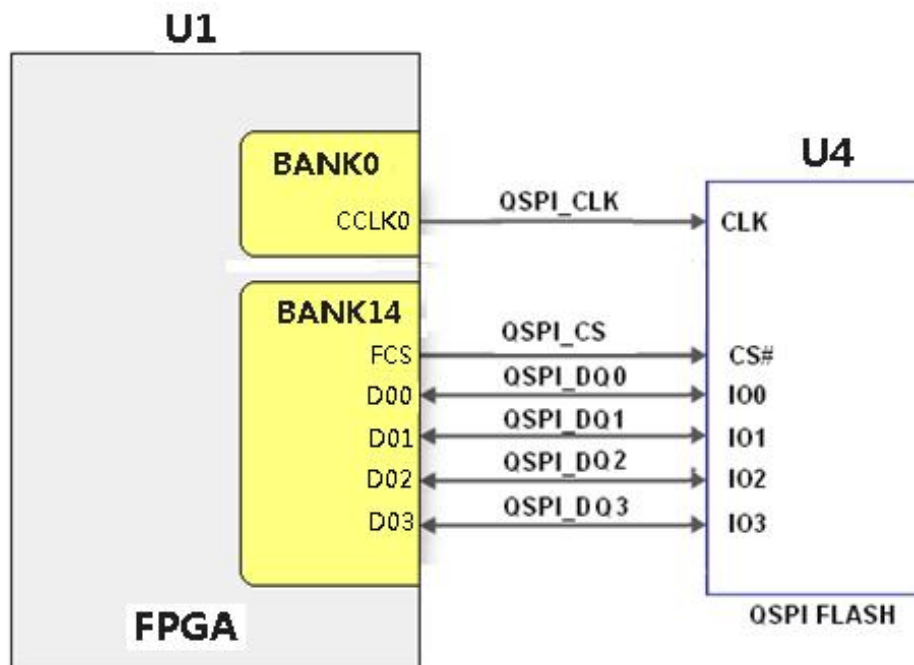 U1
U4
BANK0
CCLK0
QSPI_CLK
CLK
BANK14
FCS
QSPI_CS
CS#
D00
QSPI_DQ0
IO0
D01
QSPI_DQ1
IO1
D02
QSPI_DQ2
IO2
D03
QSPI_DQ3
IO3
FPGA
QSPI FLASH